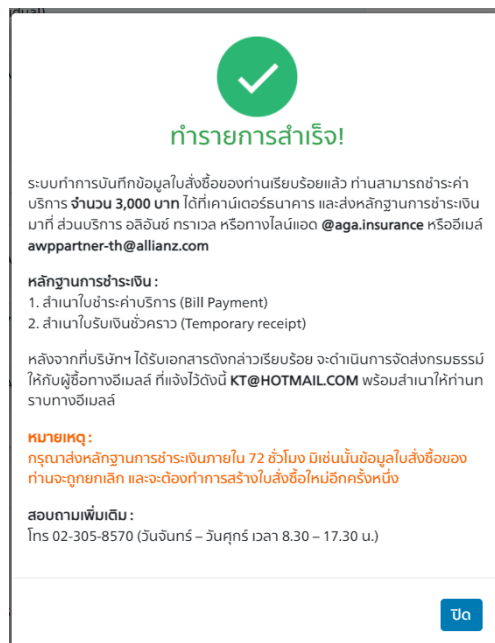 ทำรายการสำเร็จ!
ระบบทำการบันทึกข้อมูลใบสั่งซื้อของท่านเรียบร้อยแล้ว ท่านสามารถชำระค่า
บริการ จำนวน 3,000 บาท ได้ที่เคาน์เตอร์ธนาคาร และส่งหลักฐานการชำระเงิน
มาที่ ส่วนบริการ อลิอันซ์ ทราเวล หรือทางไลน์แอด @aga.insurance หรืออีเมล์
awppartner-th@allianz.com
หลักฐานการชำระเงิน :
1. สำเนาใบชำระค่าบริการ (Bill Payment)
2. สำเนาใบรับเงินชั่วคราว (Temporary receipt)
หลังจากที่บริษัทฯ ได้รับเอกสารดังกล่าวเรียบร้อย จะดำเนินการจัดส่งกรมธรรม์
ให้กับผู้ซื้อทางอีเมลล์ ที่แจ้งไว้ดังนี้ KT@HOTMAIL.COM พร้อมสำเนาให้ท่านท
ราบทางอีเมลล์
หมายเหตุ :
กรุณาส่งหลักฐานการชำระเงินภายใน 72 ชั่วโมง มิเช่นนั้นข้อมูลใบสั่งซื้อของ
ท่านจะถูกยกเลิก และจะต้องทำการสร้างใบสั่งซื้อใหม่อีกครั้งหนึ่ง
สอบถามเพิ่มเติม :
โทร 02-305-8570 (วันจันทร์ – วันศุกร์ เวลา 8.30 – 17.30 น.)
ปิด